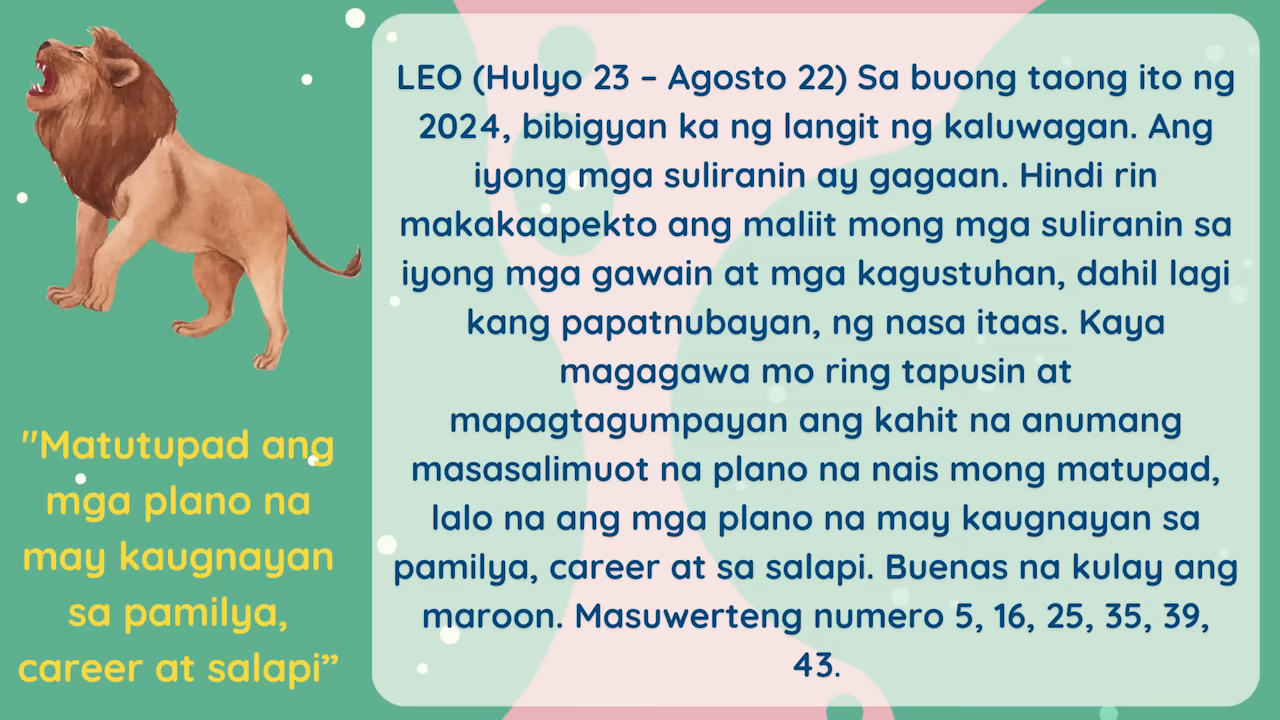 "Matutupad ang
mga plano na
may kaugnayan
sa pamilya,
career at salapi”
LEO (Hulyo 23 – Agosto 22) Sa buong taong ito ng
2024, bibigyan ka ng langit ng kaluwagan. Ang
iyong mga suliranin ay gagaan. Hindi rin
makakaapekto ang maliit mong mga suliranin sa
iyong mga gawain at mga kagustuhan, dahil lagi
kang papatnubayan, ng nasa itaas. Kaya
magagawa mo ring tapusin at
mapagtagumpayan ang kahit na anumang
masasalimuot na plano na nais mong matupad,
lalo na ang mga plano na may kaugnayan sa
pamilya, career at sa salapi. Buenas na kulay ang
maroon. Masuwerteng numero 5, 16, 25, 35, 39,
43.